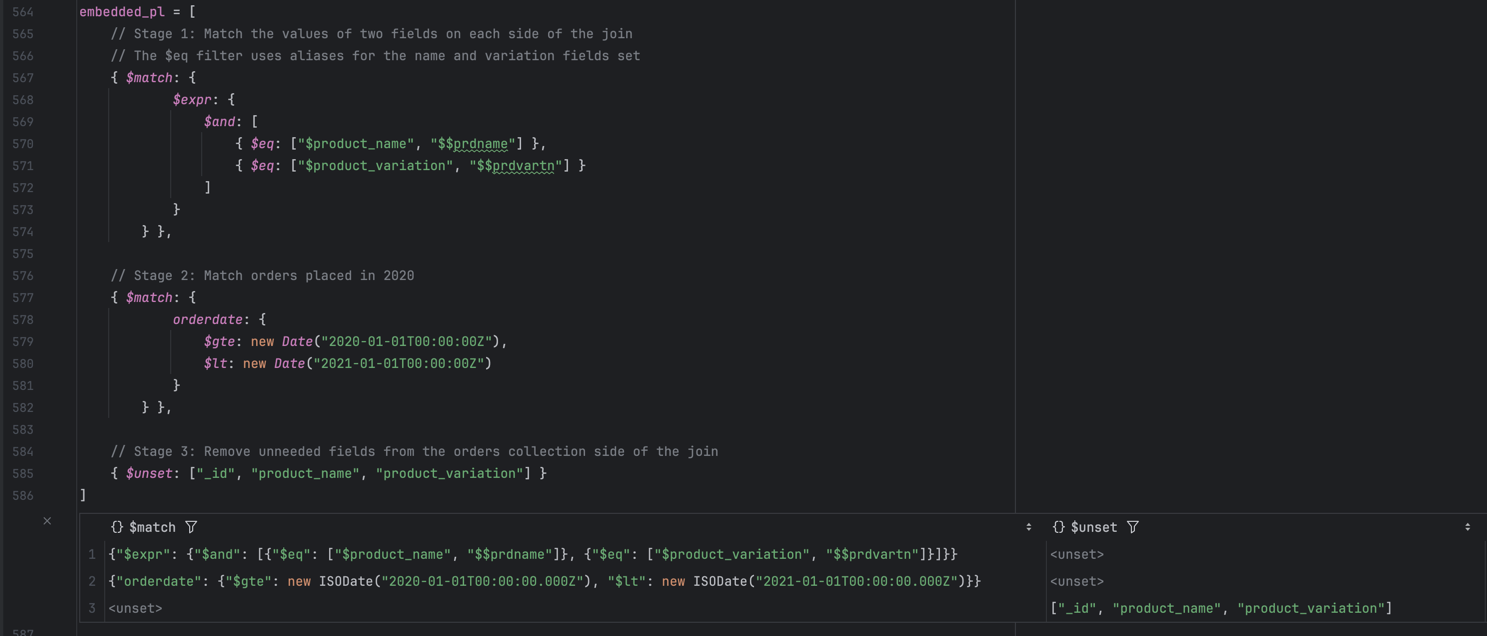 564 embedded_pl = [
565 // Stage 1: Match the values of two fields on each side of the join
566 // The $eq filter uses aliases for the name and variation fields set
567 { $match: {
568 $expr: {
569 $and: [
570 { $eq: ["$product_name", "$$prdname"] },
571 { $eq: ["$product_variation", "$$prdvartn"] }
572 ]
573 }
574 } },
575
576 // Stage 2: Match orders placed in 2020
577 { $match: {
578 orderdate: {
579 $gte: new Date("2020-01-01T00:00:00Z"),
580 $lt: new Date("2021-01-01T00:00:00Z")
581 }
582 } },
583
584 // Stage 3: Remove unneeded fields from the orders collection side of the join
585 { $unset: ["_id", "product_name", "product_variation"] }
586 ]
{} $match {} $unset
1 {"$expr": {"$and": [{"$eq": ["$product_name", "$$prdname"]}, {"$eq": ["$product_variation", "$$prdvartn"]}]}} <unset>
2 {"orderdate": {"$gte": new ISODate("2020-01-01T00:00:00.000Z"), "$lt": new ISODate("2021-01-01T00:00:00.000Z")}} <unset>
3 <unset> ["_id", "product_name", "product_variation"]
587